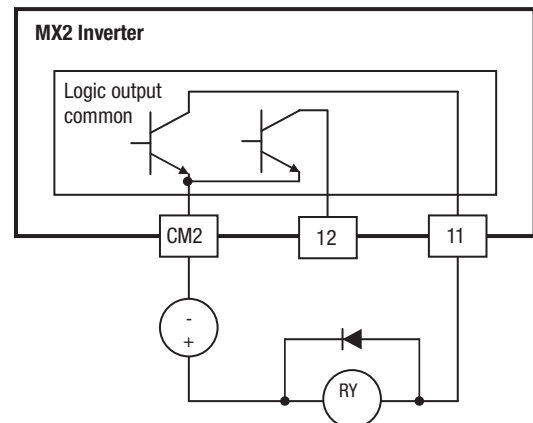 MX2 Inverter
Logic output
common
CM2
12
11
-
+
RY